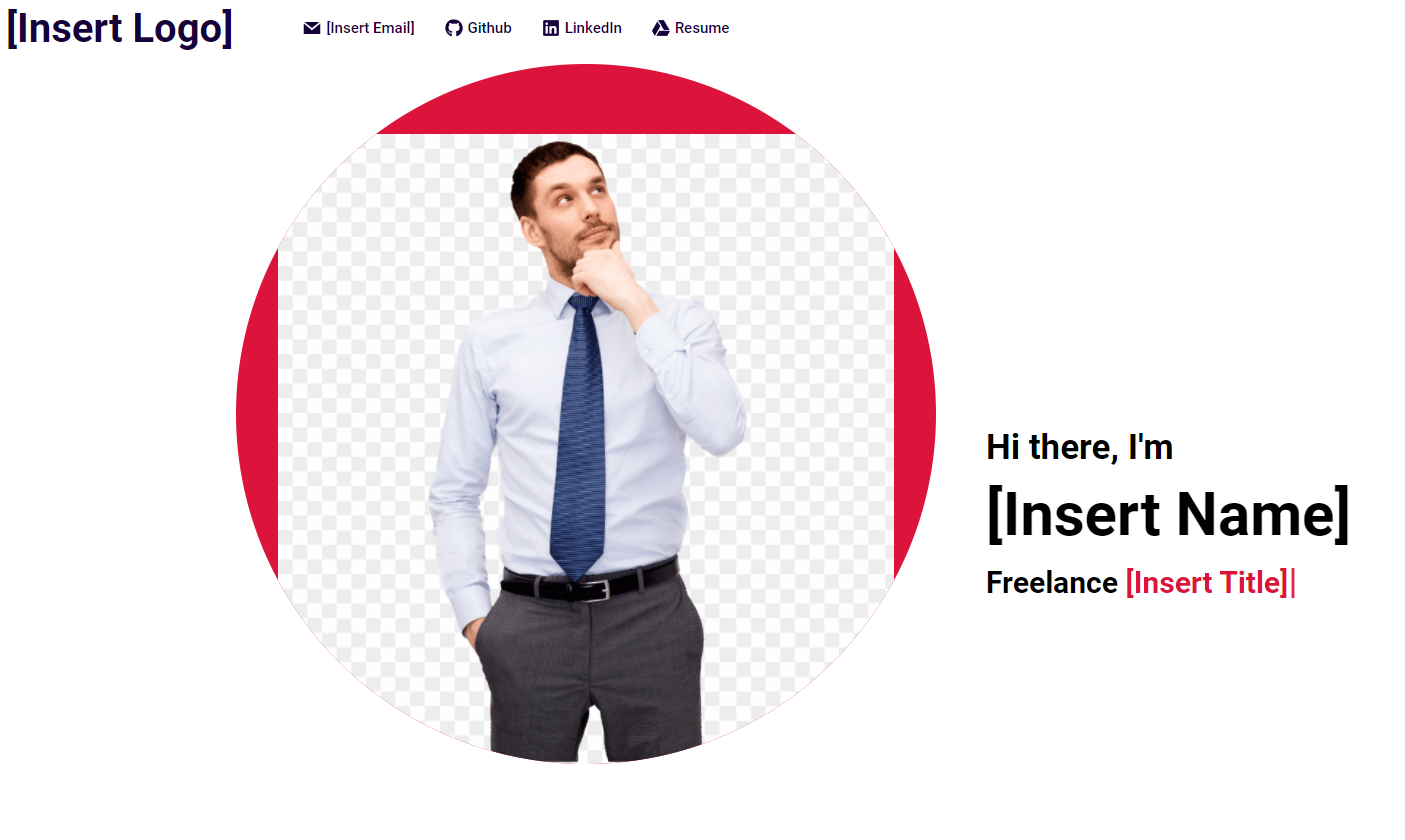 [Insert Logo]
[Insert Email] Github LinkedIn Resume
Hi there, I'm
[Insert Name]
Freelance [Insert Title]|